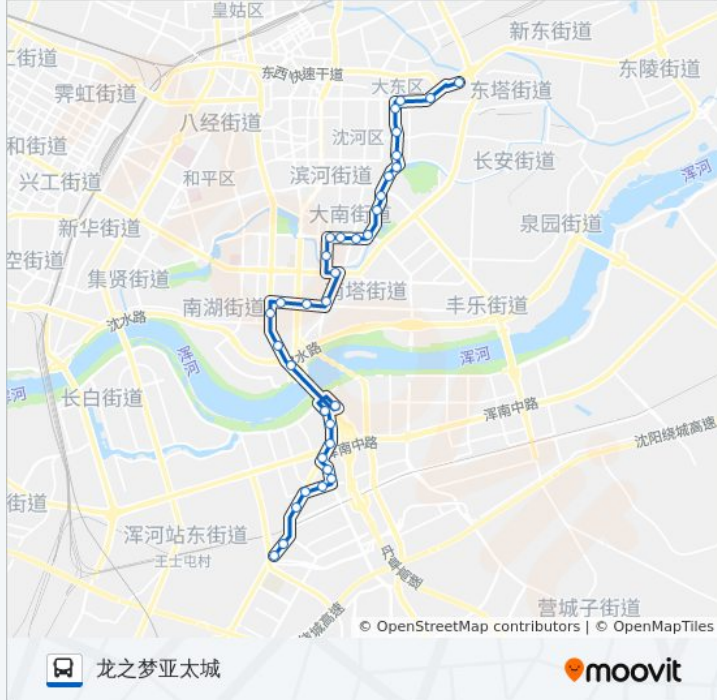 皇姑区
新东街道
工街道
东西快速干道
东陵街道
大东区
东塔街道
霁虹街道
八经街道
沈河区
和街道
长安街道
浑河
滨河街道
兴工街道
和平区
大南街道
泉园街道
新华街道
空街道
集贤街道
南塔街道
丰乐街道
南湖街道
沈水路
浑河
水路
浑河
浑河
长白街道
浑南中路
浑南中路
沈阳绕城高速
街道
浑河站东街道
王士屯村
丹阜高速
营城子街道
绕城高速
© OpenStreetMap contributors | © OpenMapTiles
龙之梦亚太城
moovit